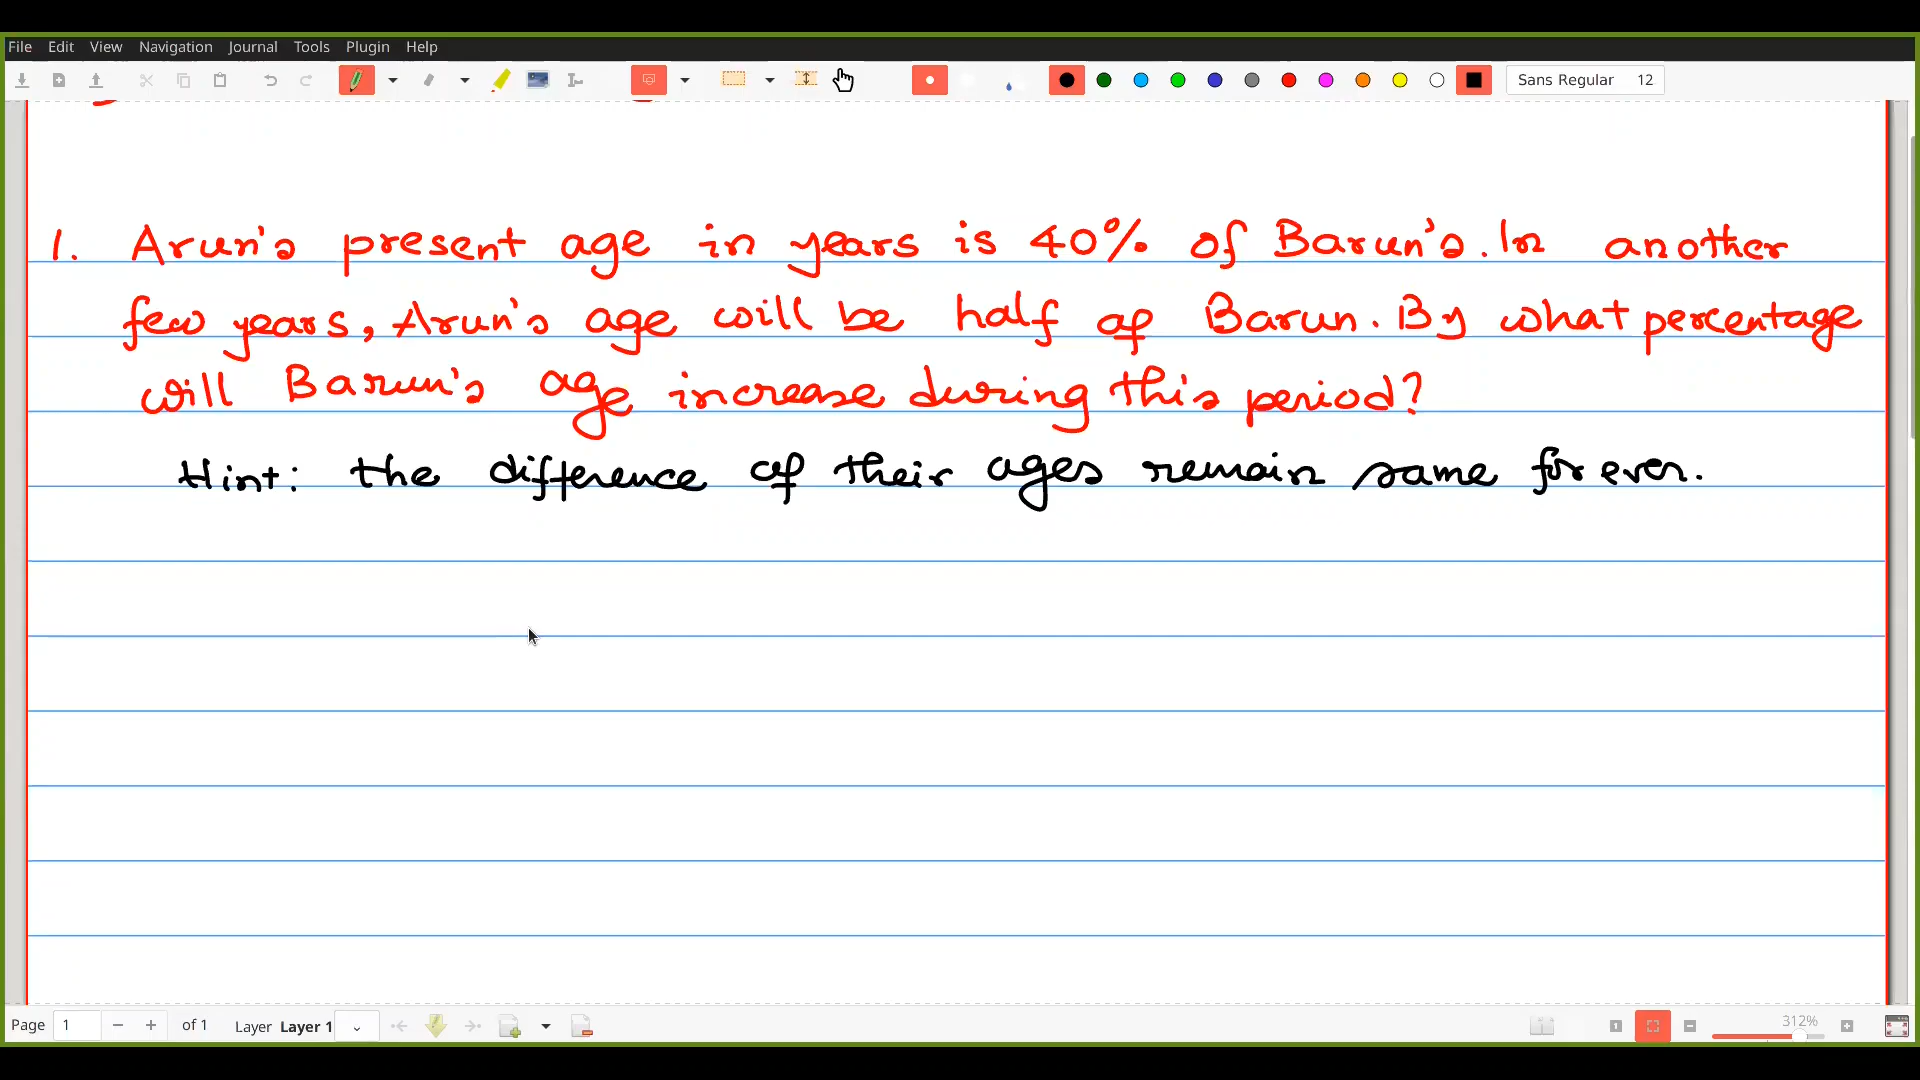 File Edit View Navigation Journal Tools Plugin Help
Sans Regular 12
1. Arun's present age in years is 40% of Barun's. In another
few years, Arun's age will be half of Barun. By what percentage
will Barun's age increase during this period?
Hint: the difference of their ages remain same for ever.
Page 1 of 1 Layer Layer 1 312%